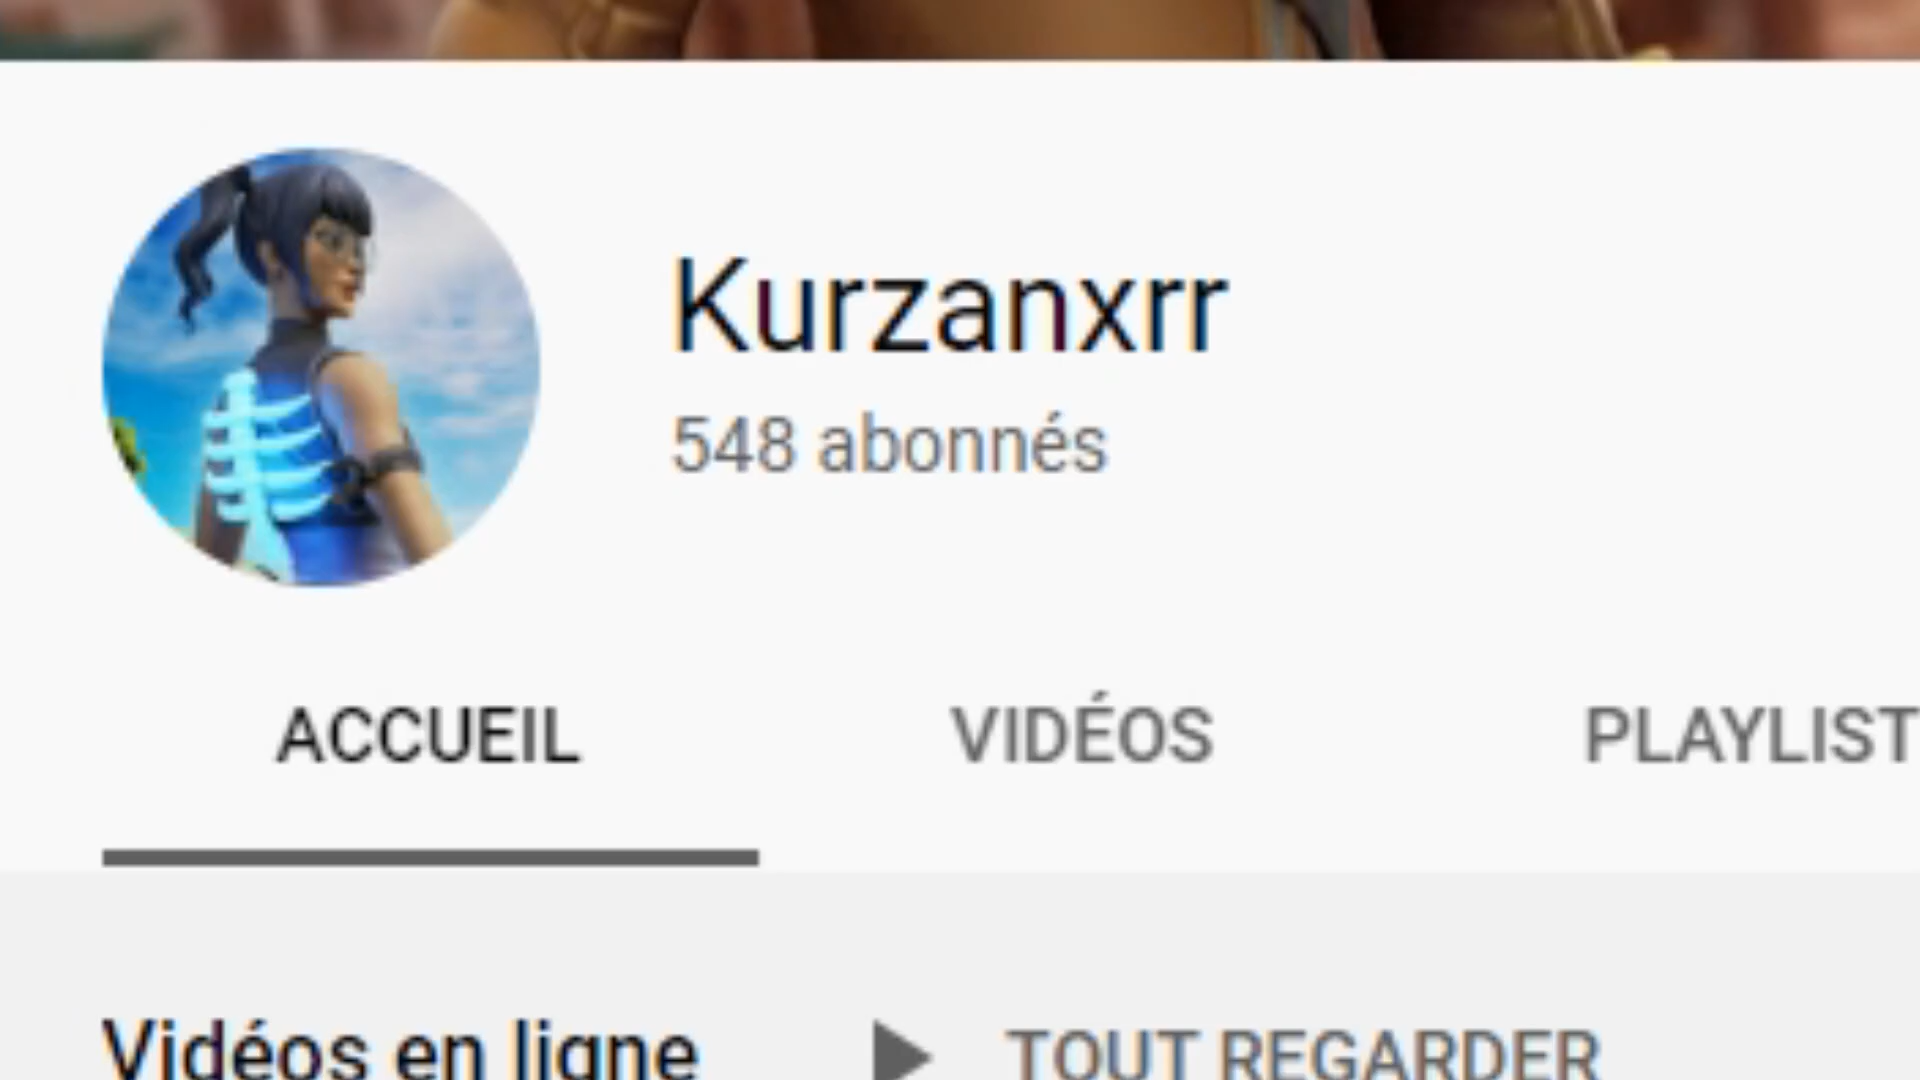 Kurzanxrr
548 abonnés
ACCUEIL VIDÉOS PLAYLIST
Vidéos en ligne TOUT REGARDER